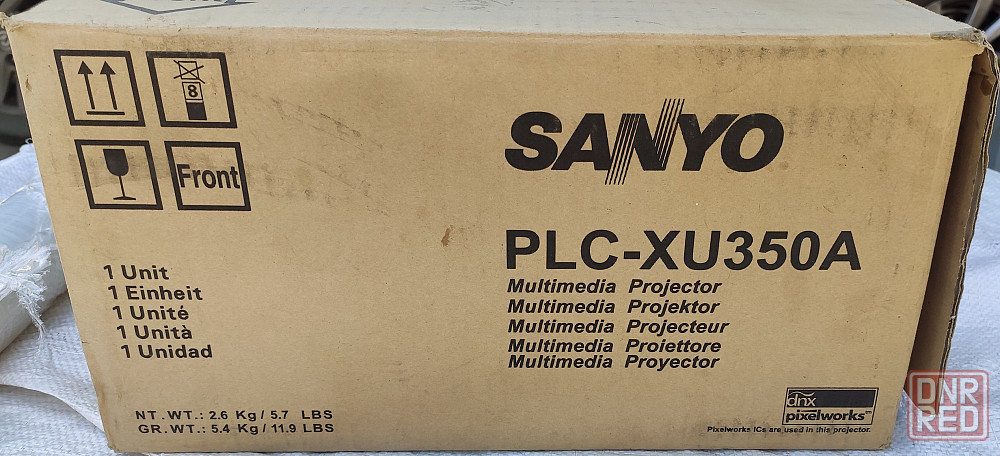 8
Front
SANYO
PLC-XU350A
Multimedia Projector
Multimedia Projektor
Multimedia Projecteur
Multimedia Proiettore
Multimedia Proyector
1 Unit
1 Einheit
1 Unité
1 Unità
1 Unidad
NT.WT.: 2.6 Kg/5.7 LBS
GR.WT.: 5.4 Kg/11.9 LBS
dnx
pixelworks
Pixelworks ICs are used in this projector.
DNR
RED